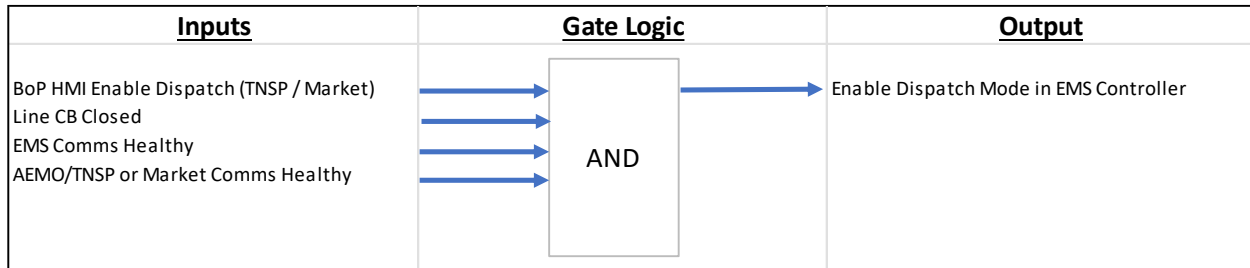 Inputs
Gate Logic
Output
BoP HMI Enable Dispatch (TNSP / Market)
Enable Dispatch Mode in EMS Controller
Line CB Closed
EMS Comms Healthy
AEMO/TNSP or Market Comms Healthy
AND